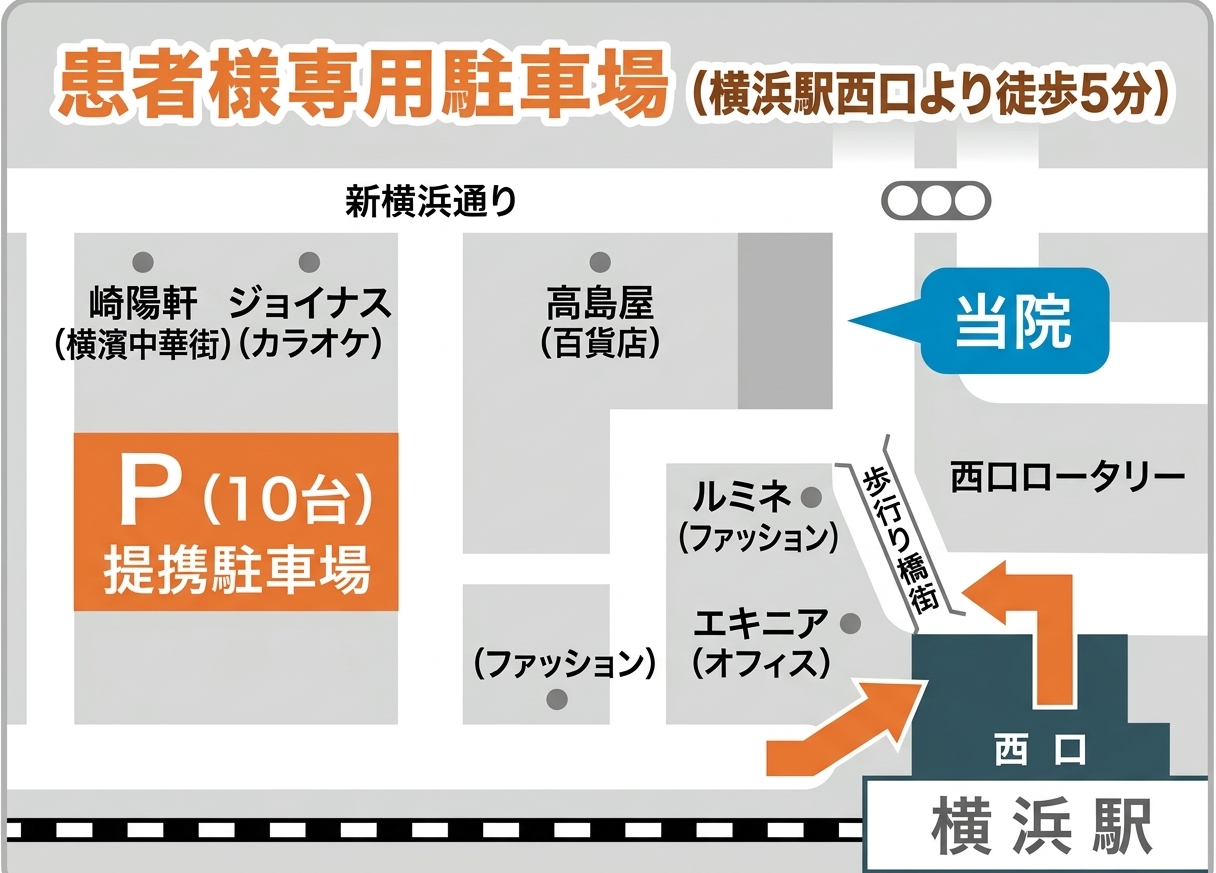 患者様専用駐車場（横浜駅西口より徒歩5分）
新横浜通り
崎陽軒
（横濱中華街）
ジョイナス
（カラオケ）
高島屋
（百貨店）
当院
P（10台）
提携駐車場
ルミネ
（ファッション）
歩行り橋街
西口ロータリー
エキニア
（オフィス）
（ファッション）
西口
横浜駅